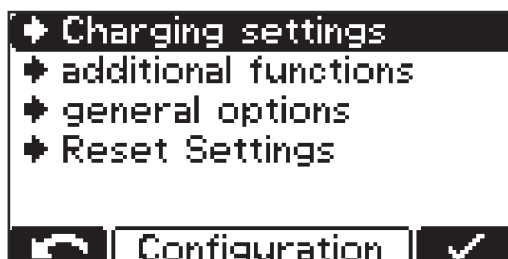 Charging settings
additional functions
general options
Reset Settings
Configuration